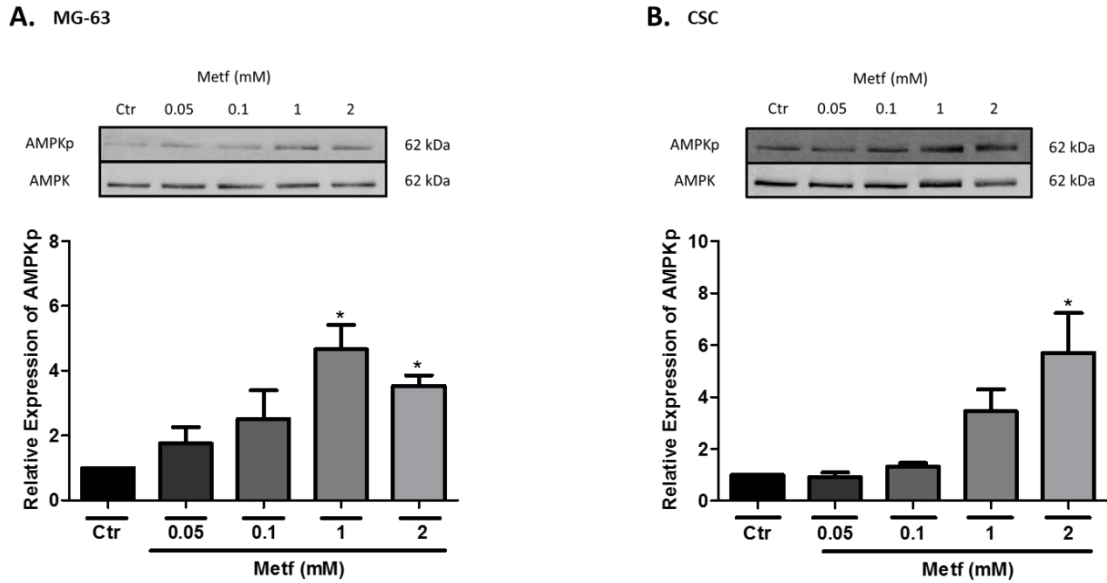 A. MG-63
Metf (mM)
Ctr 0.05 0.1 1 2
AMPKp 62 kDa
AMPK 62 kDa
Relative Expression of AMPKp
8
6
4
2
0
*
*
Ctr 0.05 0.1 1 2
Metf (mM)
B. CSC
Metf (mM)
Ctr 0.05 0.1 1 2
AMPKp 62 kDa
AMPK 62 kDa
Relative Expression of AMPKp
10
8
6
4
2
0
*
Ctr 0.05 0.1 1 2
Metf (mM)